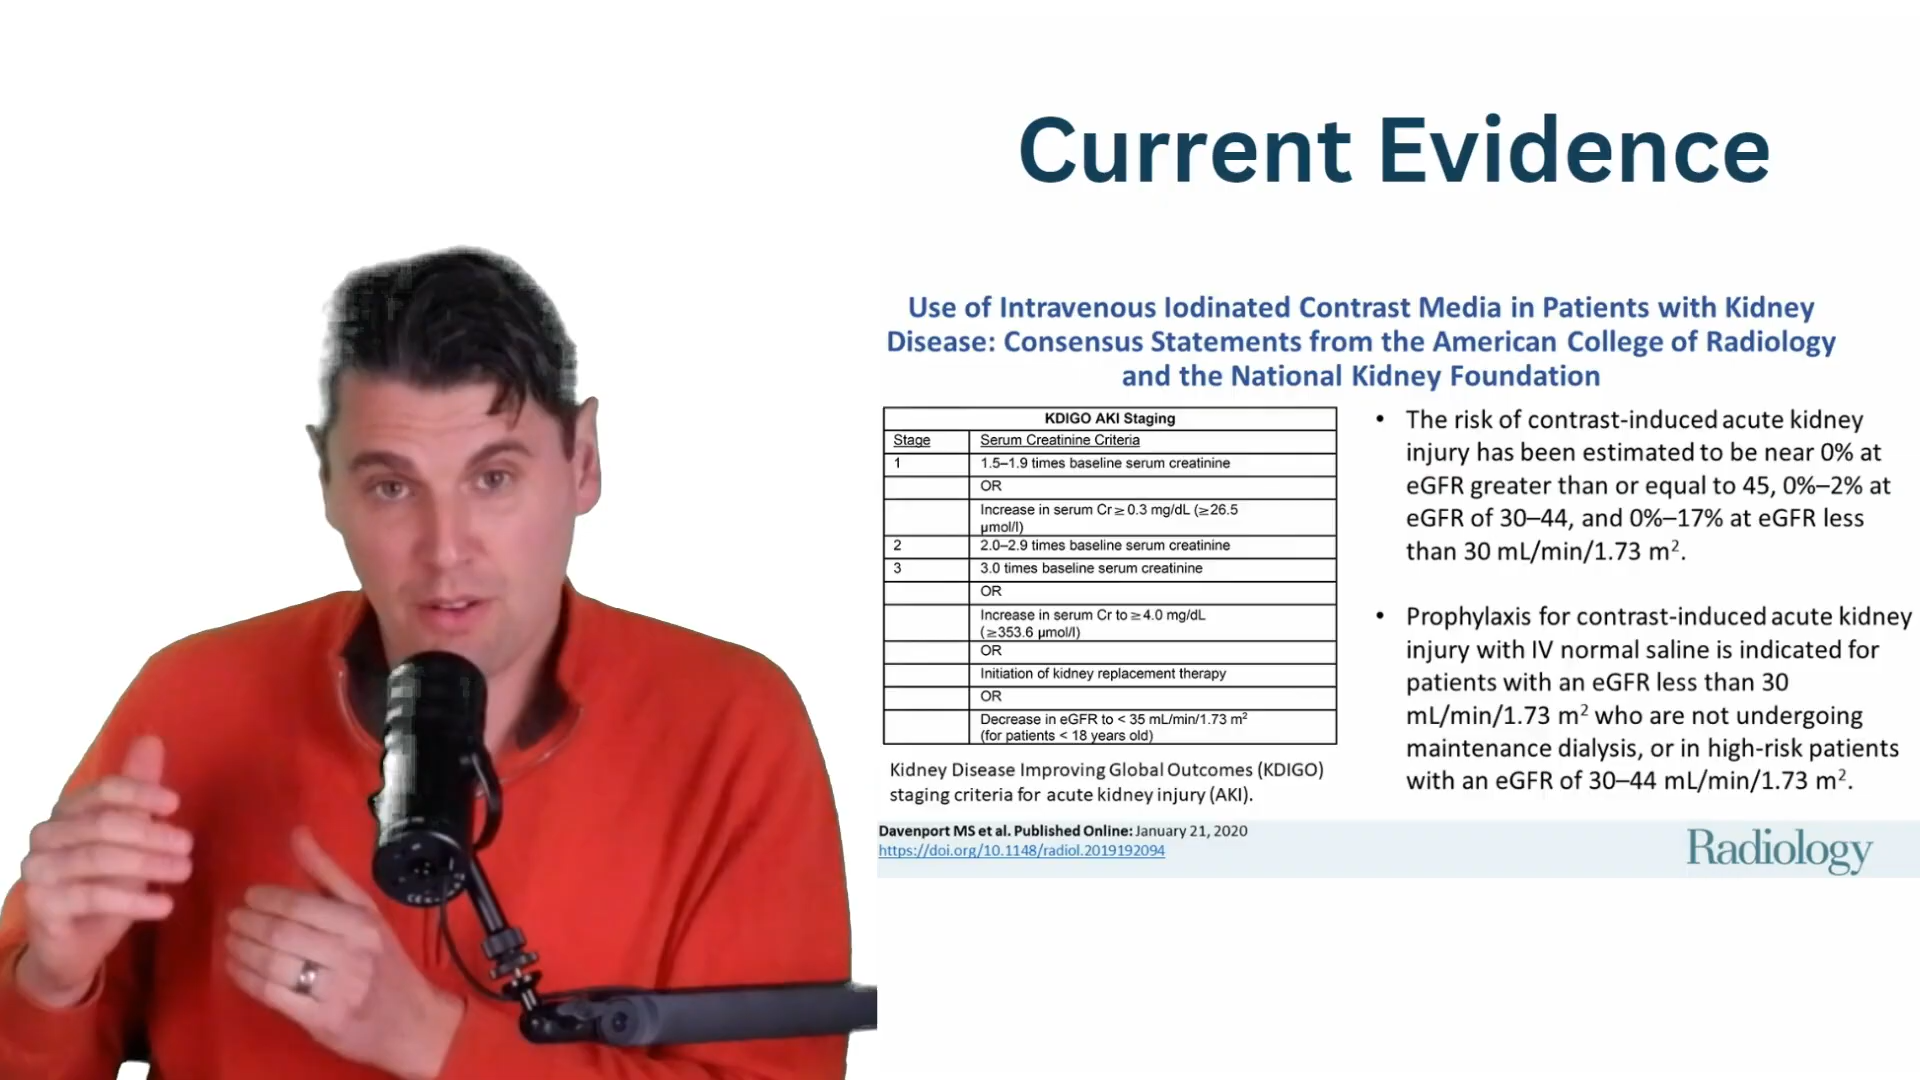 Current Evidence
Use of Intravenous Iodinated Contrast Media in Patients with Kidney
Disease: Consensus Statements from the American College of Radiology
and the National Kidney Foundation
KDIGO AKI Staging
Stage Serum Creatinine Criteria
1 1.5–1.9 times baseline serum creatinine
OR
Increase in serum Cr ≥ 0.3 mg/dL (≥26.5
µmol/l)
2 2.0–2.9 times baseline serum creatinine
3 3.0 times baseline serum creatinine
OR
Increase in serum Cr to ≥4.0 mg/dL
(≥353.6 µmol/l)
OR
Initiation of kidney replacement therapy
OR
Decrease in eGFR to < 35 mL/min/1.73 m²
(for patients < 18 years old)
Kidney Disease Improving Global Outcomes (KDIGO)
staging criteria for acute kidney injury (AKI).
• The risk of contrast-induced acute kidney
injury has been estimated to be near 0% at
eGFR greater than or equal to 45, 0%–2% at
eGFR of 30–44, and 0%–17% at eGFR less
than 30 mL/min/1.73 m².
• Prophylaxis for contrast-induced acute kidney
injury with IV normal saline is indicated for
patients with an eGFR less than 30
mL/min/1.73 m² who are not undergoing
maintenance dialysis, or in high-risk patients
with an eGFR of 30–44 mL/min/1.73 m².
Davenport MS et al. Published Online: January 21, 2020
https://doi.org/10.1148/radiol.2019192094
Radiology